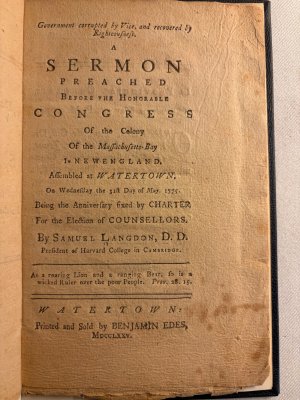 Government corrupted by Vice, and recovered by
Righteousness.
A
SERMON
PREACHED
BEFORE THE HONORABLE
CONGRESS
Of the Colony
Of the Massachusetts-Bay
IN NEWENGLAND,
Assembled at WATERTOWN,
On Wednesday the 31st Day of May, 1775.
Being the Anniversary fixed by CHARTER
For the Election of COUNSELLORS.
By SAMUEL LANGDON, D. D.
President of Harvard College in CAMBRIDGE.
As a roaring Lion and a ranging Bear, so is a
wicked Ruler over the poor People. Prov. 28. 15.
WATERTOWN:
Printed and Sold by BENJAMIN EDES,
MDCCLXXV.